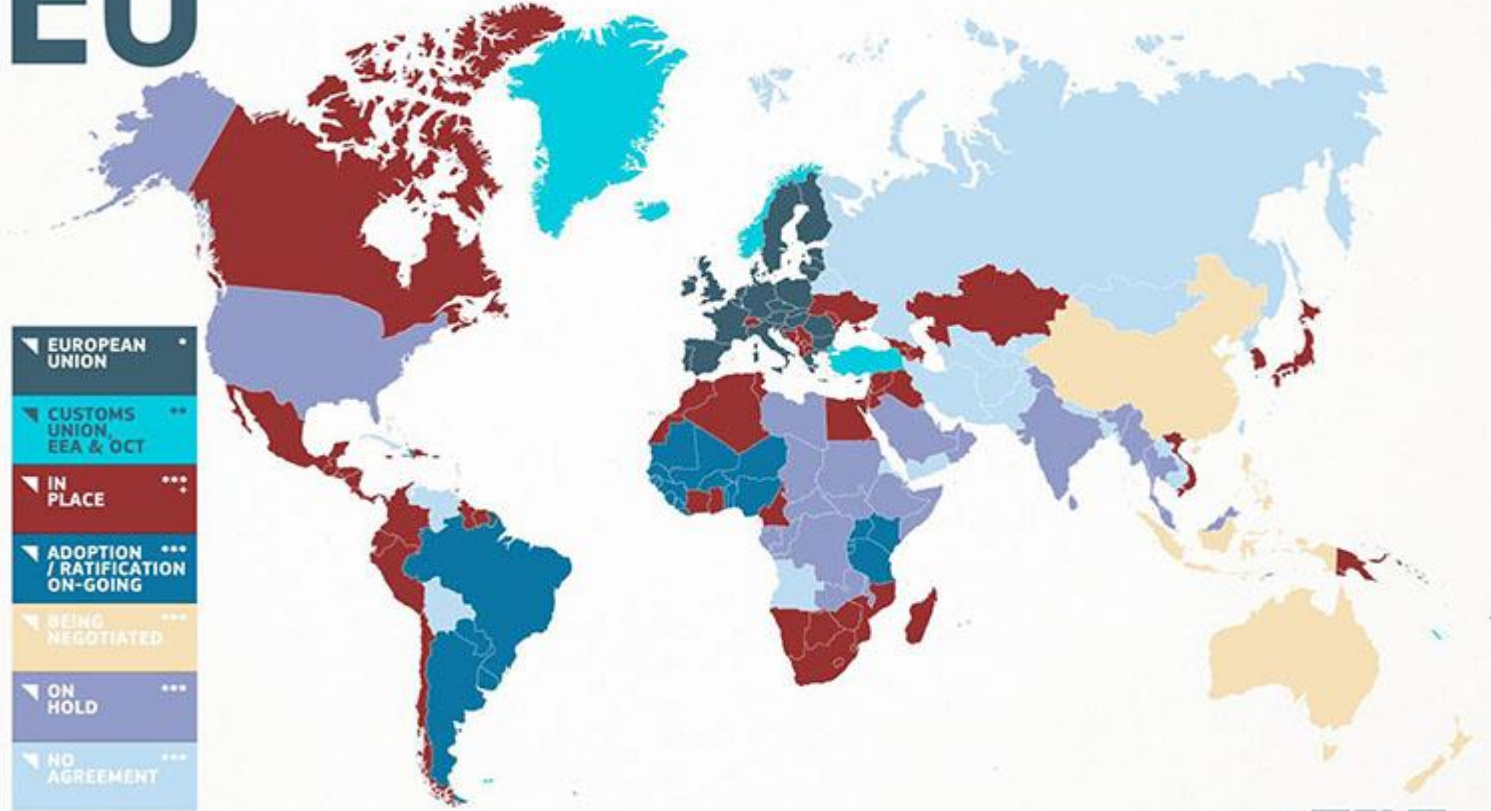 EU
EUROPEAN *
UNION
CUSTOMS **
UNION,
EEA & OCT
IN ***
PLACE +
ADOPTION ***
/ RATIFICATION
ON-GOING
BEING ***
NEGOTIATED
ON ***
HOLD
NO ***
AGREEMENT